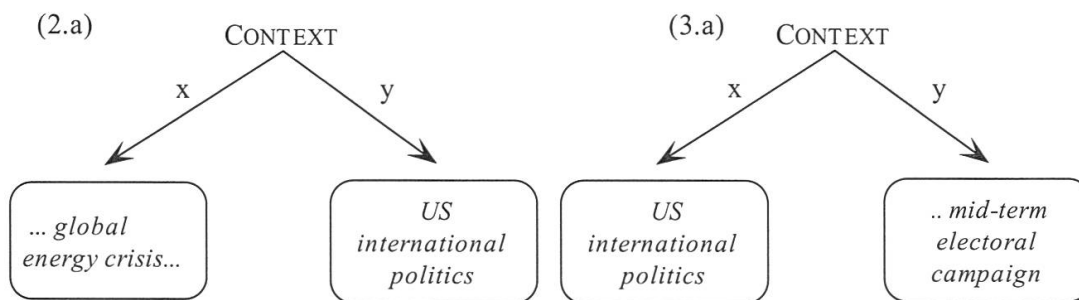 (2.a)
CONTEXT
x
y
... global
energy crisis...
US
international
politics
(3.a)
CONTEXT
x
y
US
international
politics
.. mid-term
electoral
campaign